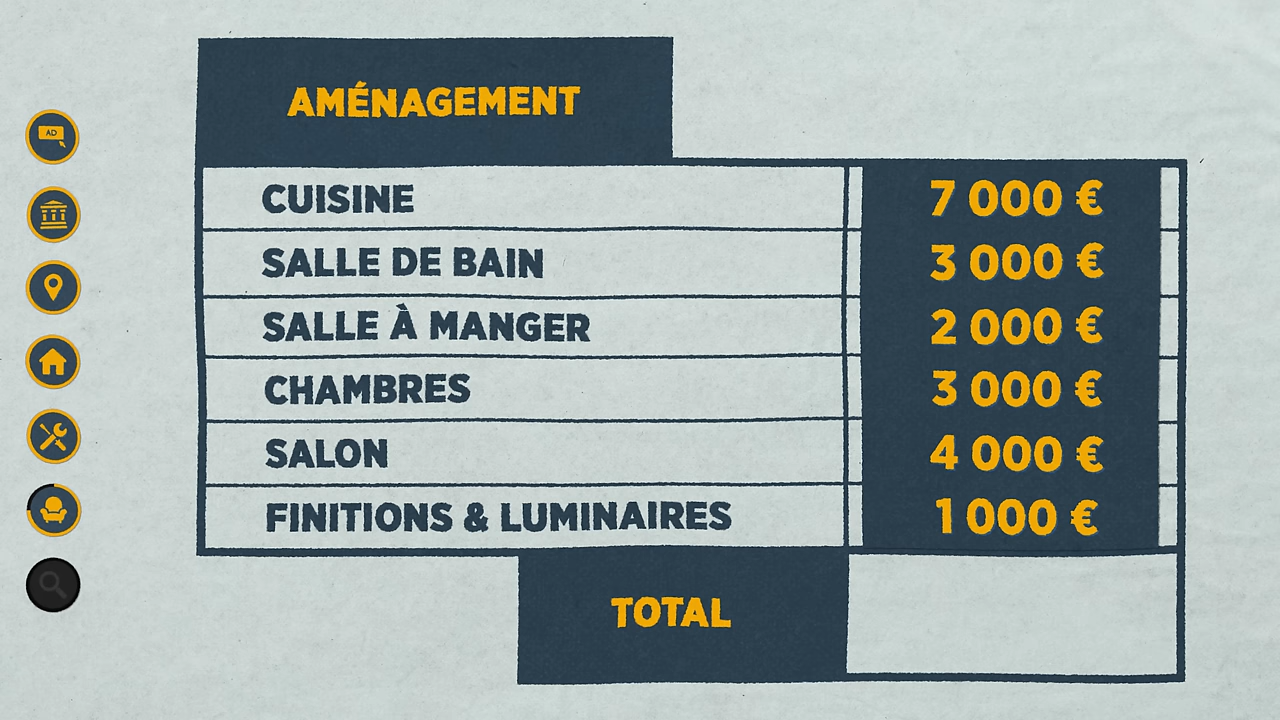 AMÉNAGEMENT
AD
CUISINE 7 000 €
SALLE DE BAIN 3 000 €
SALLE À MANGER 2 000 €
CHAMBRES 3 000 €
SALON 4 000 €
FINITIONS & LUMINAIRES 1 000 €
TOTAL